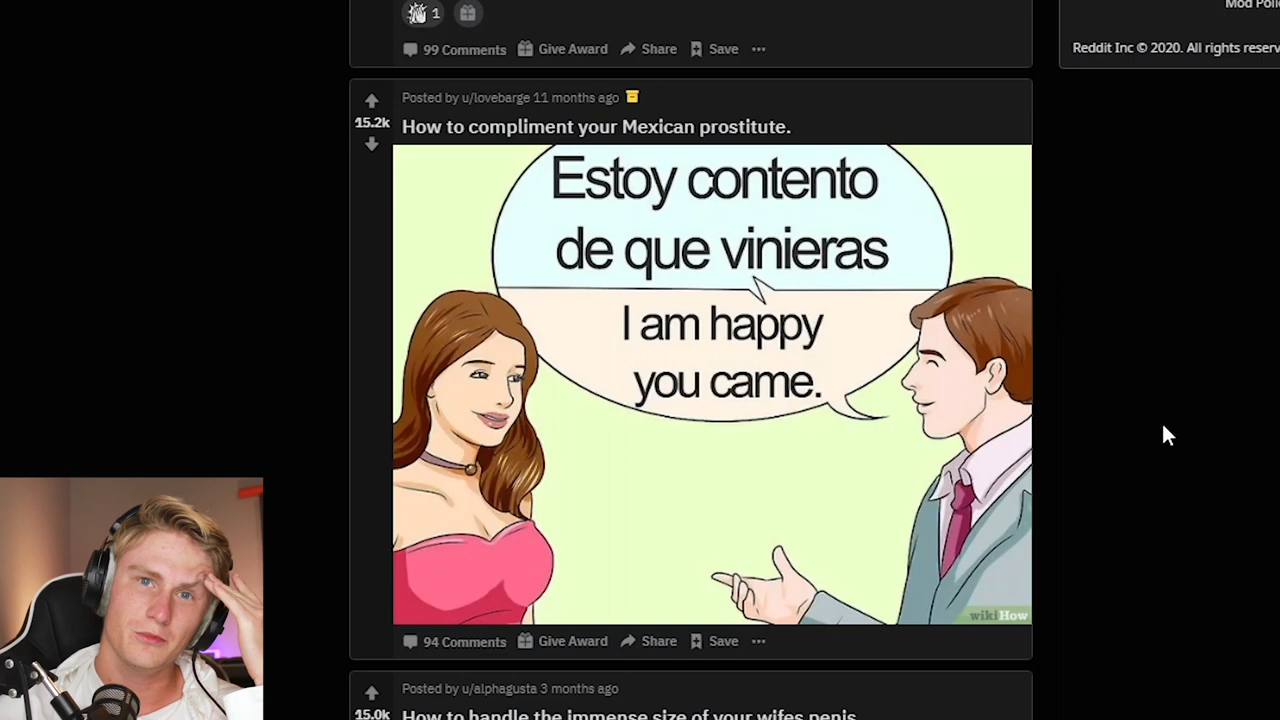 Mod Poli
1
99 Comments Give Award Share Save
Reddit Inc © 2020. All rights reserv
Posted by u/lovebarge 11 months ago
15.2k
How to compliment your Mexican prostitute.
Estoy contento
de que vinieras
I am happy
you came.
wikiHow
94 Comments Give Award Share Save
Posted by u/alphagusta 3 months ago
15.0k
How to handle the immense size of your wifes penis